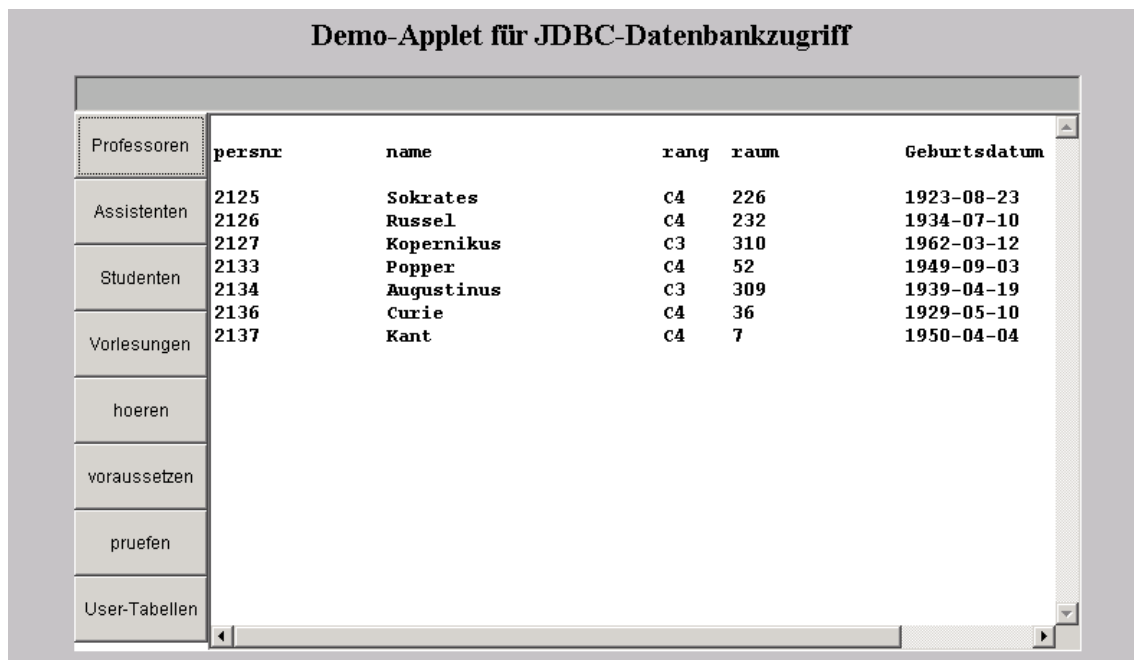 Demo-Applet für JDBC-Datenbankzugriff
Professoren
Assistenten
Studenten
Vorlesungen
hoeren
voraussetzen
pruefen
User-Tabellen
persnr name rang raum Geburtsdatum
2125 Sokrates C4 226 1923-08-23
2126 Russel C4 232 1934-07-10
2127 Kopernikus C3 310 1962-03-12
2133 Popper C4 52 1949-09-03
2134 Augustinus C3 309 1939-04-19
2136 Curie C4 36 1929-05-10
2137 Kant C4 7 1950-04-04